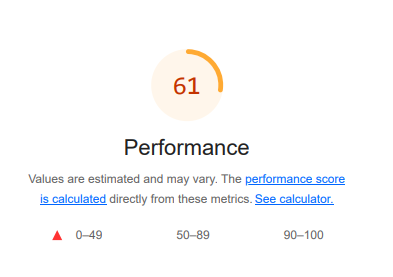 61
Performance
Values are estimated and may vary. The performance score
is calculated directly from these metrics. See calculator.
0–49 50–89 90–100